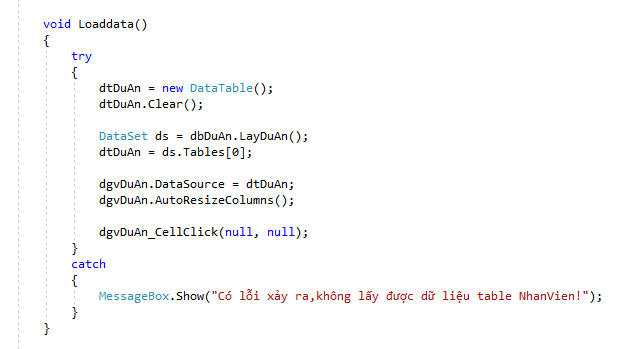 void Loaddata()
{
try
{
dtDuAn = new DataTable();
dtDuAn.Clear();
DataSet ds = dbDuAn.LayDuAn();
dtDuAn = ds.Tables[0];
dgvDuAn.DataSource = dtDuAn;
dgvDuAn.AutoResizeColumns();
dgvDuAn_CellClick(null, null);
}
catch
{
MessageBox.Show("Có lỗi xảy ra,không lấy được dữ liệu table NhanVien!");
}
}